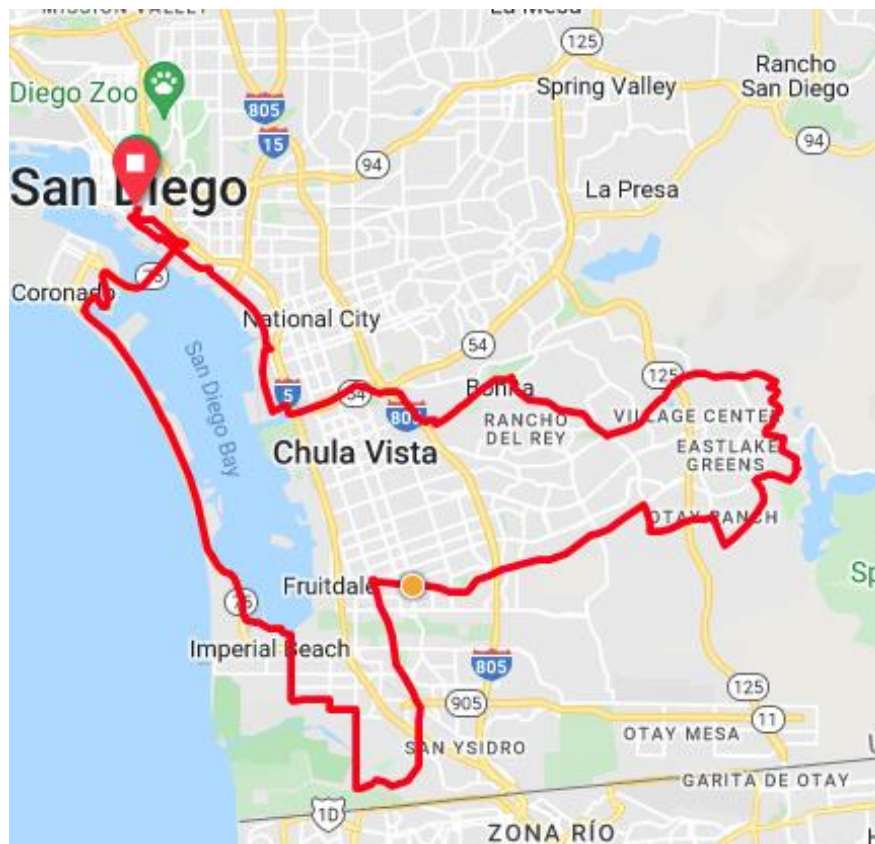 MISSION VALLEY
La Mesa
125
Rancho
San Diego
Spring Valley
Diego Zoo
805
15
94
94
San Diego
La Presa
75
Coronado
National City
54
San Diego Bay
125
5
54
Bonita
805
RANCHO
DEL REY
VILLAGE CENTER
EASTLAKE
GREENS
Chula Vista
OTAY RANCH
Fruitdale
Sp
75
Imperial Beach
805
125
905
11
OTAY MESA
SAN YSIDRO
GARITA DE OTAY
1D
ZONA RÍO